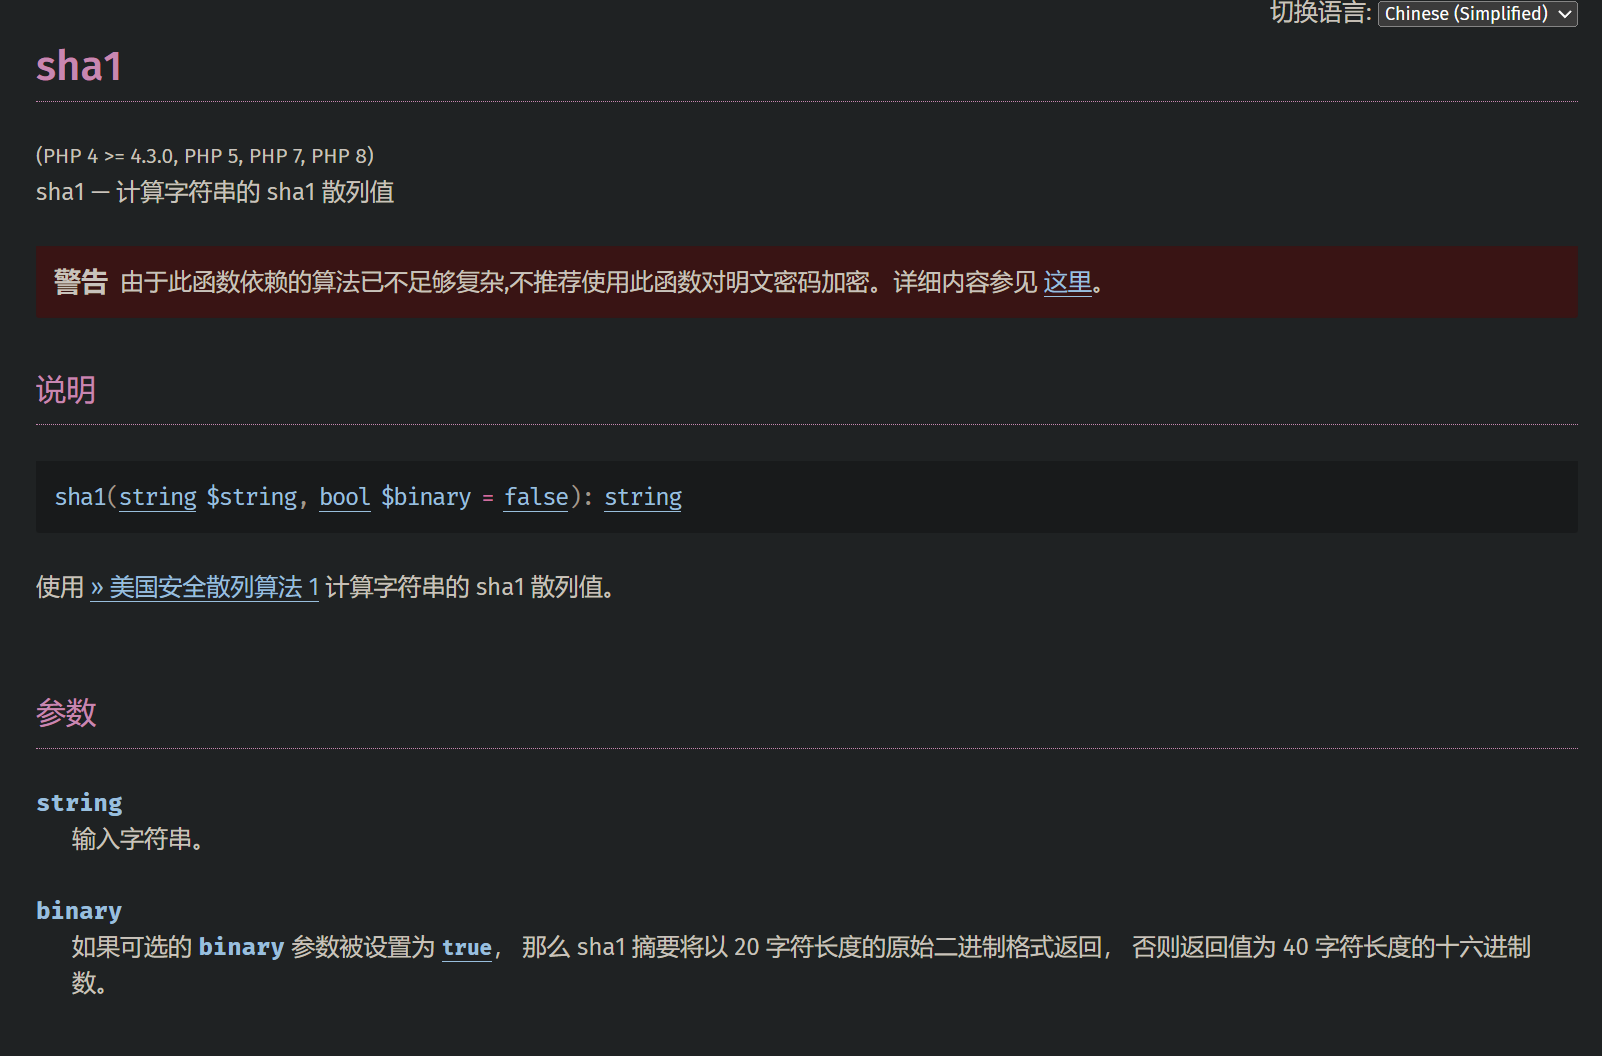 切换语言: Chinese (Simplified)
sha1
(PHP 4 >= 4.3.0, PHP 5, PHP 7, PHP 8)
sha1 — 计算字符串的 sha1 散列值
警告 由于此函数依赖的算法已不足够复杂,不推荐使用此函数对明文密码加密。详细内容参见 这里。
说明
sha1(string $string, bool $binary = false): string
使用 » 美国安全散列算法 1 计算字符串的 sha1 散列值。
参数
string
输入字符串。
binary
如果可选的 binary 参数被设置为 true， 那么 sha1 摘要将以 20 字符长度的原始二进制格式返回， 否则返回值为 40 字符长度的十六进制
数。